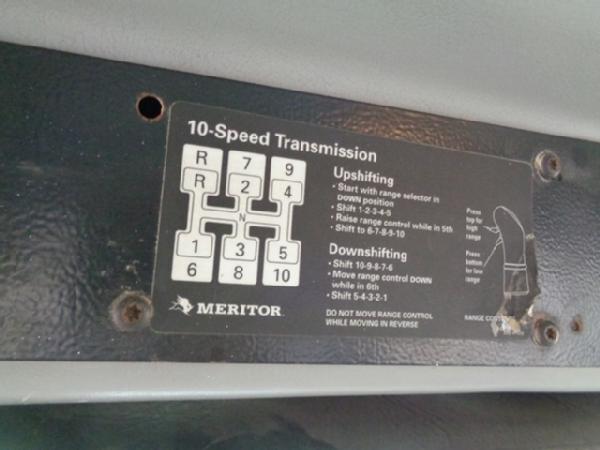 10-Speed Transmission
R 7 9
R 2 4
N
1 3 5
6 8 10
MERITOR
Upshifting
· Start with range selector in
DOWN position
· Shift 1-2-3-4-5
· Raise range control while in 5th
· Shift to 6-7-8-9-10
Downshifting
· Shift 10-9-8-7-6
· Move range control DOWN
while in 6th
· Shift 5-4-3-2-1
DO NOT MOVE RANGE CONTROL
WHILE MOVING IN REVERSE
Press
top for
high
range
Press
bottom
for low
range
RANGE